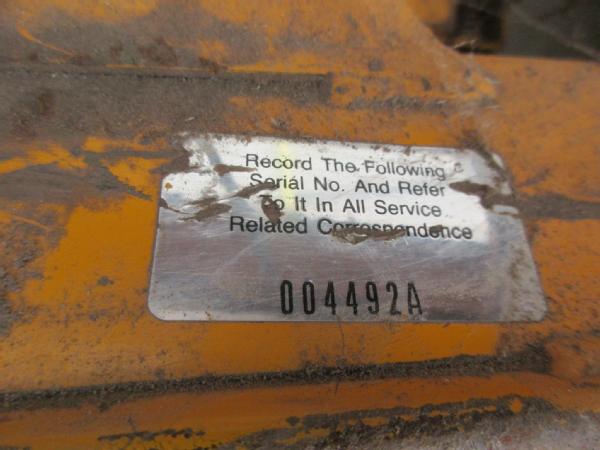 Record The Following
Serial No. And Refer
To It In All Service
Related Correspondence
004492A